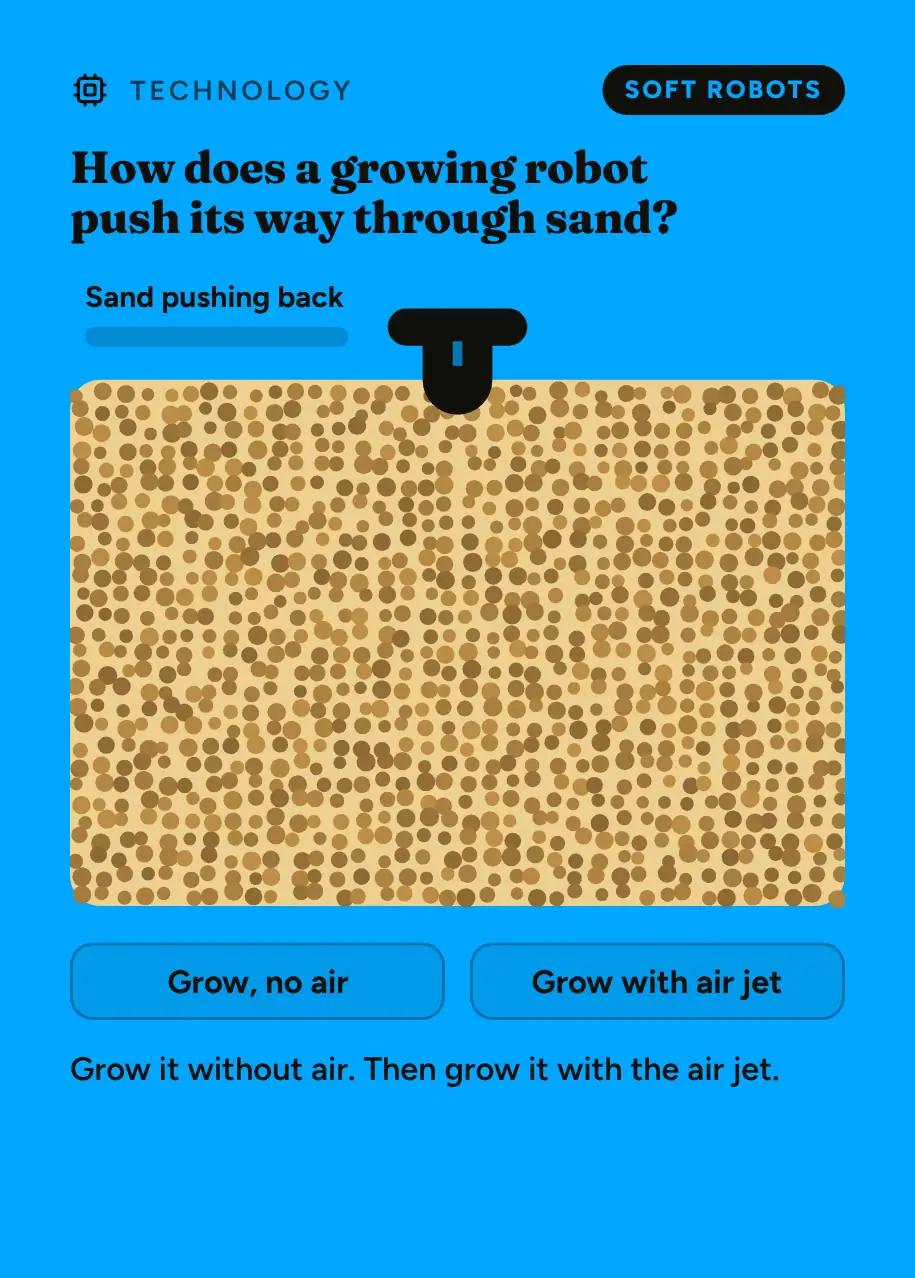 TECHNOLOGY
SOFT ROBOTS
How does a growing robot
push its way through sand?
Sand pushing back
Grow, no air
Grow with air jet
Grow it without air. Then grow it with the air jet.